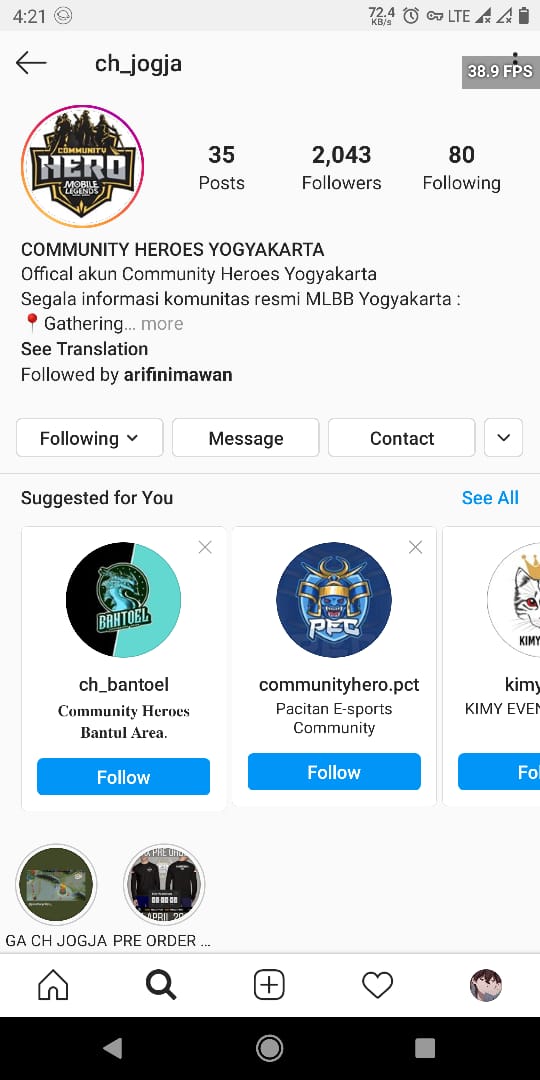 4:21
72.4
KB/s
LTE
ch_jogja
38.9 FPS
COMMUNITY
HERO
MOBILE
LEGENDS
35
2,043
80
Posts
Followers
Following
COMMUNITY HEROES YOGYAKARTA
Offical akun Community Heroes Yogyakarta
Segala informasi komunitas resmi MLBB Yogyakarta :
Gathering... more
See Translation
Followed by arifinimawan
Following
Message
Contact
Suggested for You
See All
BANTOEL
PEC
KIMY
ch_bantoel
communityhero.pct
kimy
Community Heroes
Bantul Area.
Pacitan E-sports
Community
KIMY EVEN
Follow
Follow
Fo
APRIL
GA CH JOGJA
PRE ORDER ...